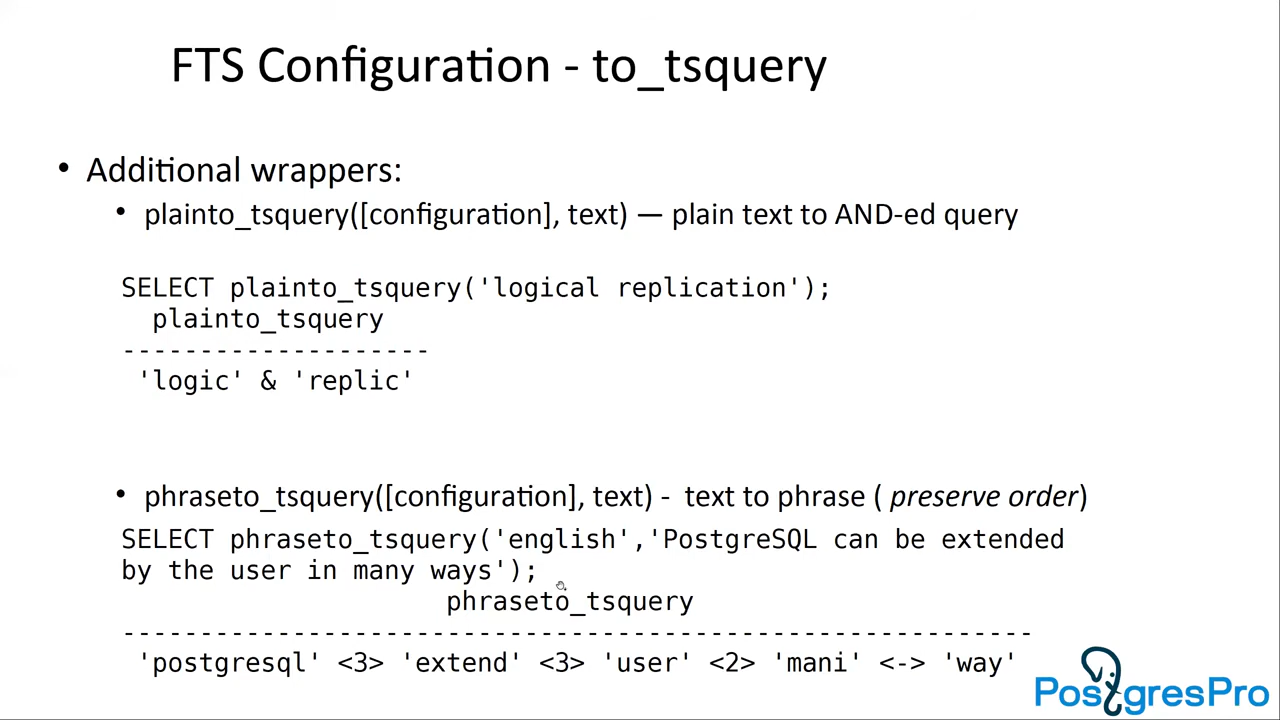 FTS Configuration - to_tsquery
• Additional wrappers:
• plainto_tsquery([configuration], text) — plain text to AND-ed query
SELECT plainto_tsquery('logical replication');
plainto_tsquery
--------------------
'logic' & 'replic'
• phraseto_tsquery([configuration], text) - text to phrase ( preserve order)
SELECT phraseto_tsquery('english','PostgreSQL can be extended
by the user in many ways');
phraseto_tsquery
-----------------------------------------------------------
'postgresql' <3> 'extend' <3> 'user' <2> 'mani' <-> 'way'
PostgresPro